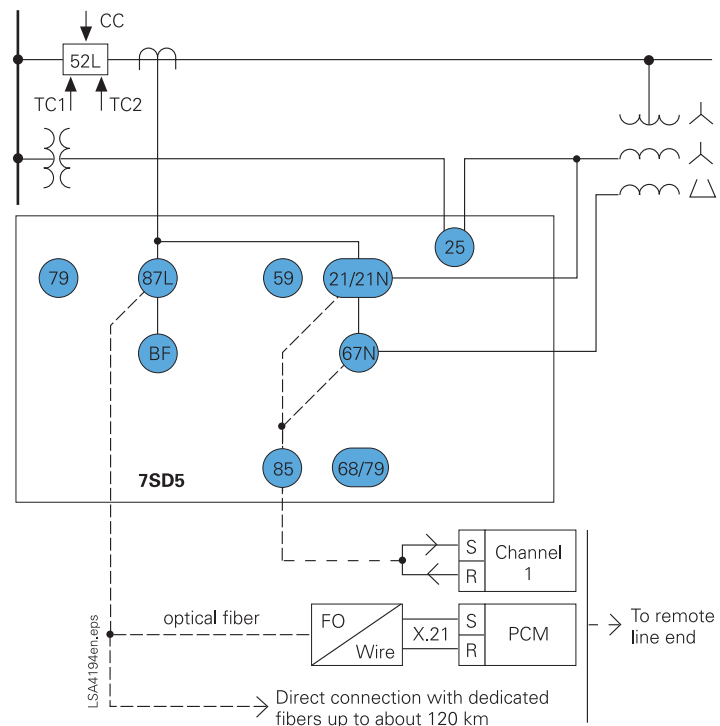 CC
52L
TC1
TC2
25
79
87L
59
21/21N
BF
67N
85
68/79
7SD5
S
R
Channel
1
optical fiber
FO
Wire
X.21
S
R
PCM
To remote
line end
LSA4194en.eps
Direct connection with dedicated
fibers up to about 120 km